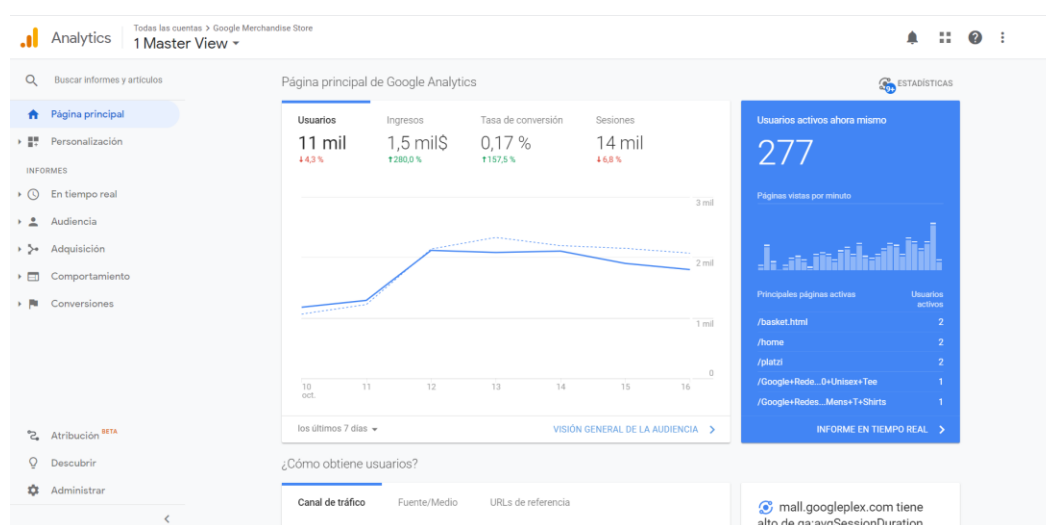 Analytics
Todas las cuentas > Google Merchandise Store
1 Master View
Buscar informes y artículos
Página principal
Personalización
INFORMES
En tiempo real
Audiencia
Adquisición
Comportamiento
Conversiones
Atribución BETA
Descubrir
Administrar
Página principal de Google Analytics
9+ ESTADÍSTICAS
Usuarios
11 mil
↓4,3 %
Ingresos
1,5 mil$
↑280,0 %
Tasa de conversión
0,17 %
↑157,5 %
Sesiones
14 mil
↓6,8 %
3 mil
2 mil
1 mil
0
10 11 12 13 14 15 16
oct.
los últimos 7 días
VISIÓN GENERAL DE LA AUDIENCIA >
Usuarios activos ahora mismo
277
Páginas vistas por minuto
Principales páginas activas Usuarios
activos
/basket.html 2
/home 2
/platzi 2
/Google+Rede...0+Unisex+Tee 1
/Google+Redes...Mens+T+Shirts 1
INFORME EN TIEMPO REAL >
¿Cómo obtiene usuarios?
Canal de tráfico Fuente/Medio URLs de referencia
mall.googleplex.com tiene
alto de ga:avgSessionDuration